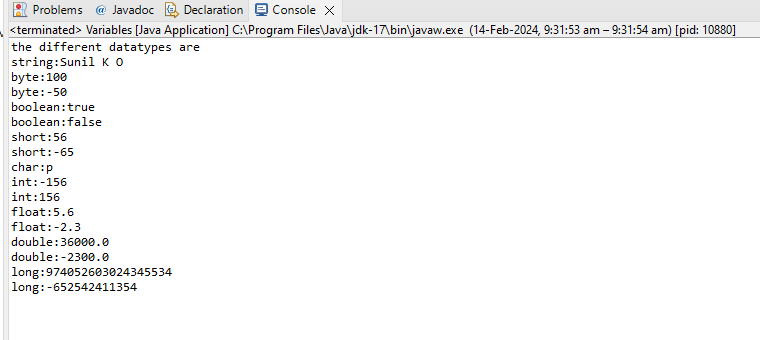 Problems @ Javadoc Declaration Console
<terminated> Variables [Java Application] C:\Program Files\Java\jdk-17\bin\javaw.exe (14-Feb-2024, 9:31:53 am – 9:31:54 am) [pid: 10880]
the different datatypes are
string:Sunil K O
byte:100
byte:-50
boolean:true
boolean:false
short:56
short:-65
char:p
int:-156
int:156
float:5.6
float:-2.3
double:36000.0
double:-2300.0
long:974052603024345534
long:-652542411354